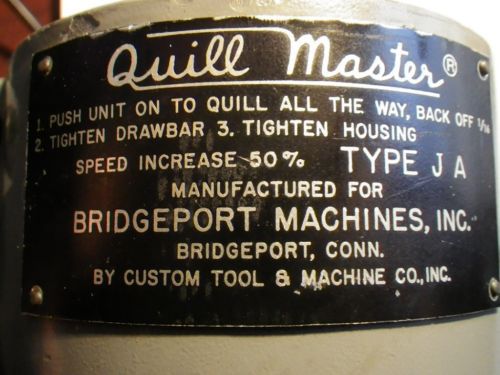 Quill Master®
1. PUSH UNIT ON TO QUILL ALL THE WAY, BACK OFF 1/16
2. TIGHTEN DRAWBAR 3. TIGHTEN HOUSING
SPEED INCREASE 50% TYPE J A
MANUFACTURED FOR
BRIDGEPORT MACHINES, INC.
BRIDGEPORT, CONN.
BY CUSTOM TOOL & MACHINE CO., INC.